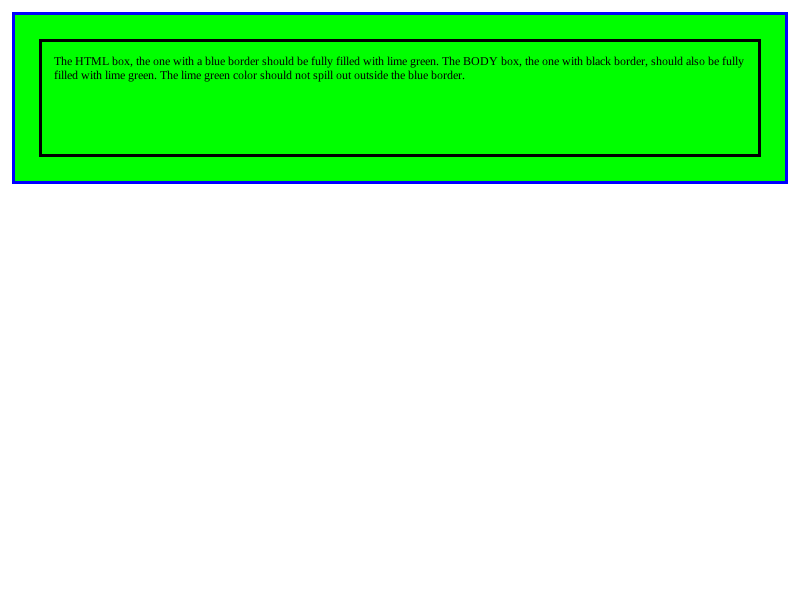 The HTML box, the one with a blue border should be fully filled with lime green. The BODY box, the one with black border, should also be fully
filled with lime green. The lime green color should not spill out outside the blue border.